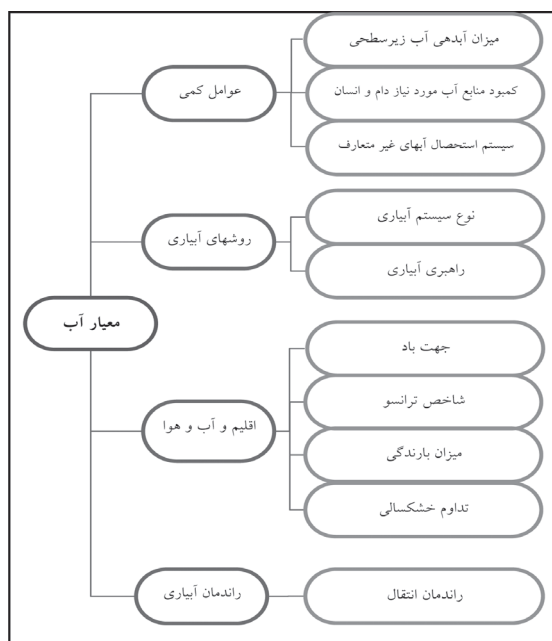 معیار آب
عوامل کمی
میزان آبدهی آب زیرسطحی
کمبود منابع آب مورد نیاز دام و انسان
سیستم استحصال آبهای غیر متعارف
روشهای آبیاری
نوع سیستم آبیاری
راهبری آبیاری
اقلیم و آب و هوا
جهت باد
شاخص ترانسو
میزان بارندگی
تداوم خشکسالی
راندمان آبیاری
راندمان انتقال